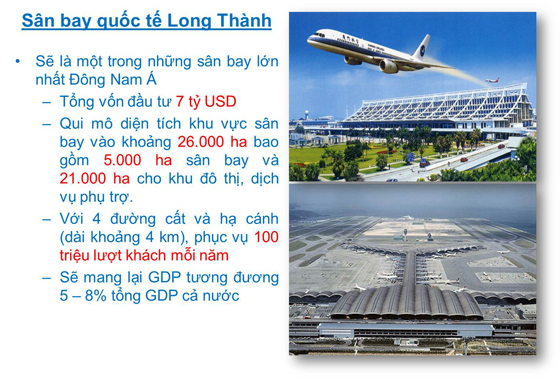 Sân bay quốc tế Long Thành
• Sẽ là một trong những sân bay lớn
nhất Đông Nam Á
– Tổng vốn đầu tư 7 tỷ USD
– Qui mô diện tích khu vực sân
bay vào khoảng 26.000 ha bao
gồm 5.000 ha sân bay và
21.000 ha cho khu đô thị, dịch
vụ phụ trợ.
– Với 4 đường cất và hạ cánh
(dài khoảng 4 km), phục vụ 100
triệu lượt khách mỗi năm
– Sẽ mang lại GDP tương đương
5 – 8% tổng GDP cả nước